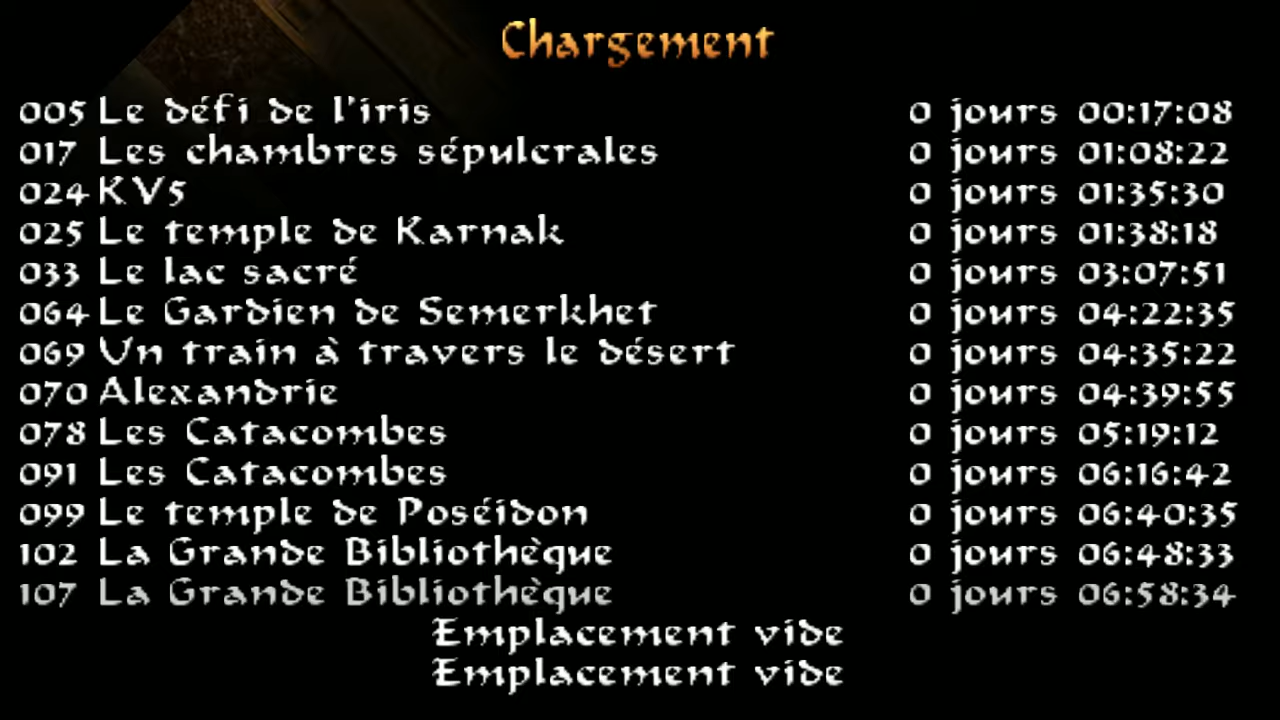 Chargement
005 Le défi de l'iris 0 jours 00:17:08
017 Les chambres sépulcrales 0 jours 01:08:22
024 KV5 0 jours 01:35:30
025 Le temple de Karnak 0 jours 01:38:18
033 Le lac sacré 0 jours 03:07:51
064 Le Gardien de Semerkhet 0 jours 04:22:35
069 Un train à travers le désert 0 jours 04:35:22
070 Alexandrie 0 jours 04:39:55
078 Les Catacombes 0 jours 05:19:12
091 Les Catacombes 0 jours 06:16:42
099 Le temple de Poséidon 0 jours 06:40:35
102 La Grande Bibliothèque 0 jours 06:48:33
107 La Grande Bibliothèque 0 jours 06:58:34
Emplacement vide
Emplacement vide